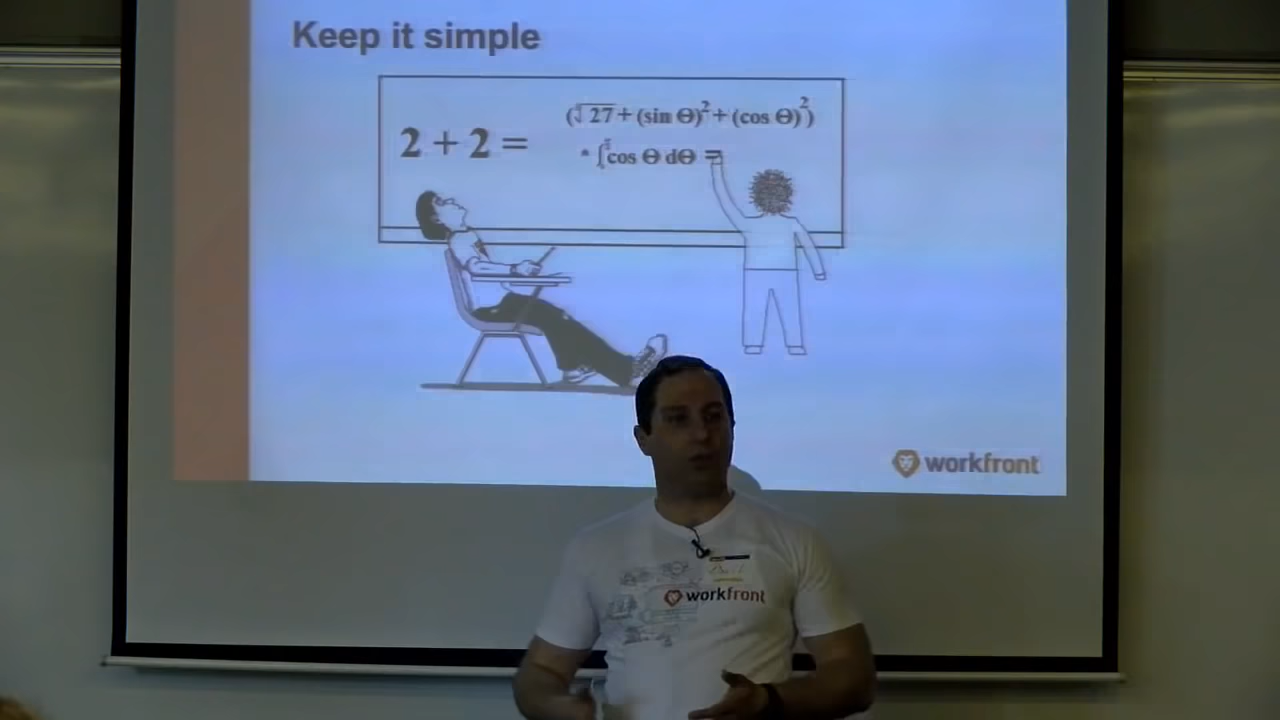 Keep it simple
2 + 2 =
(∛27 + (sin Θ)² + (cos Θ)²)
cos Θ dΘ =
workfront
workfront